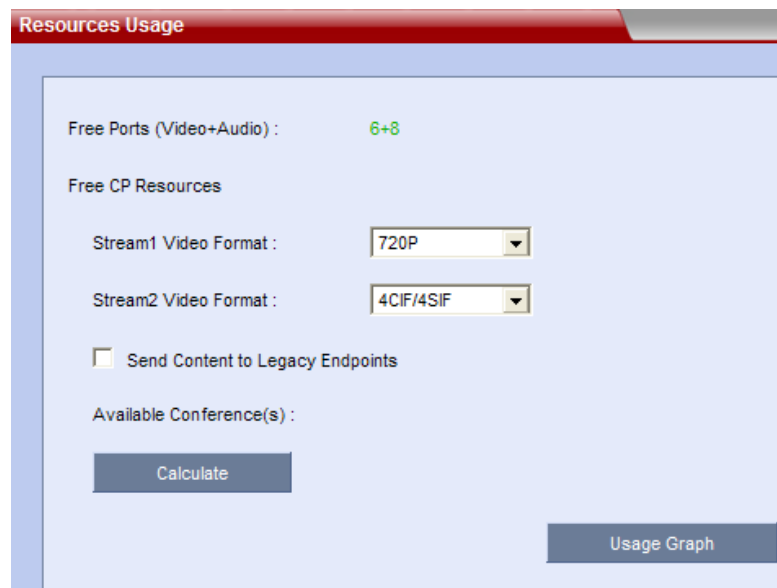 Resources Usage
Free Ports (Video+Audio) : 6+8
Free CP Resources
Stream1 Video Format : 720P
Stream2 Video Format : 4CIF/4SIF
Send Content to Legacy Endpoints
Available Conference(s) :
Calculate
Usage Graph